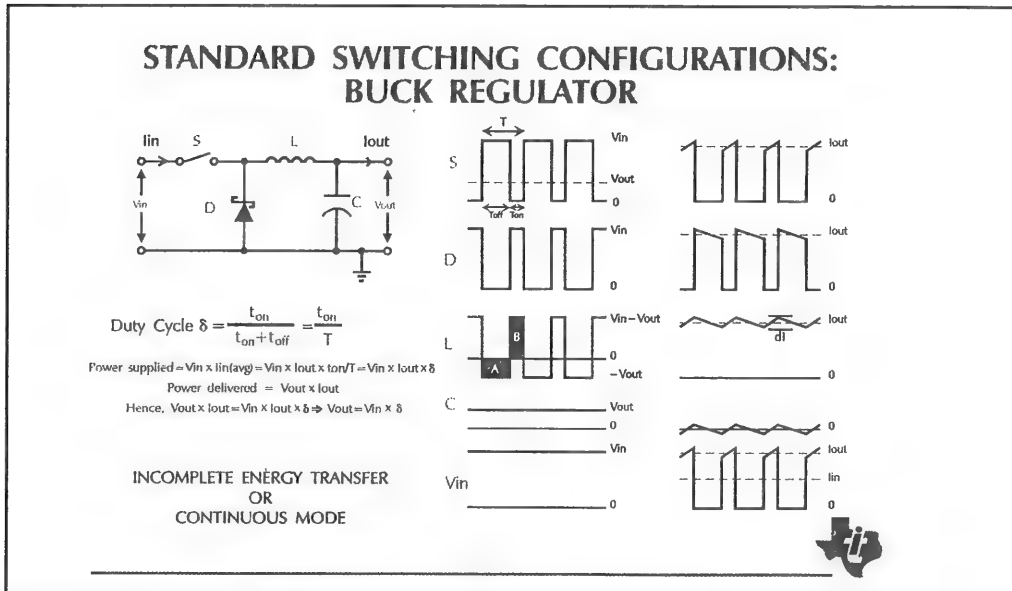 STANDARD SWITCHING CONFIGURATIONS:
BUCK REGULATOR
Iin S L Iout
Vin D C Vout
Duty Cycle δ = ton / ton+toff = ton / T
Power supplied = Vin x Iin(avg) = Vin x Iout x ton/T = Vin x Iout x δ
Power delivered = Vout x Iout
Hence, Vout x Iout = Vin x Iout x δ ⇒ Vout = Vin x δ
INCOMPLETE ENERGY TRANSFER
OR
CONTINUOUS MODE
S T Vin Vout 0 Toff Ton Iout 0
D Vin 0 Iout 0
L A B Vin-Vout 0 -Vout Iout dI 0
C Vout 0 0
Vin Vin 0 Iout Iin 0